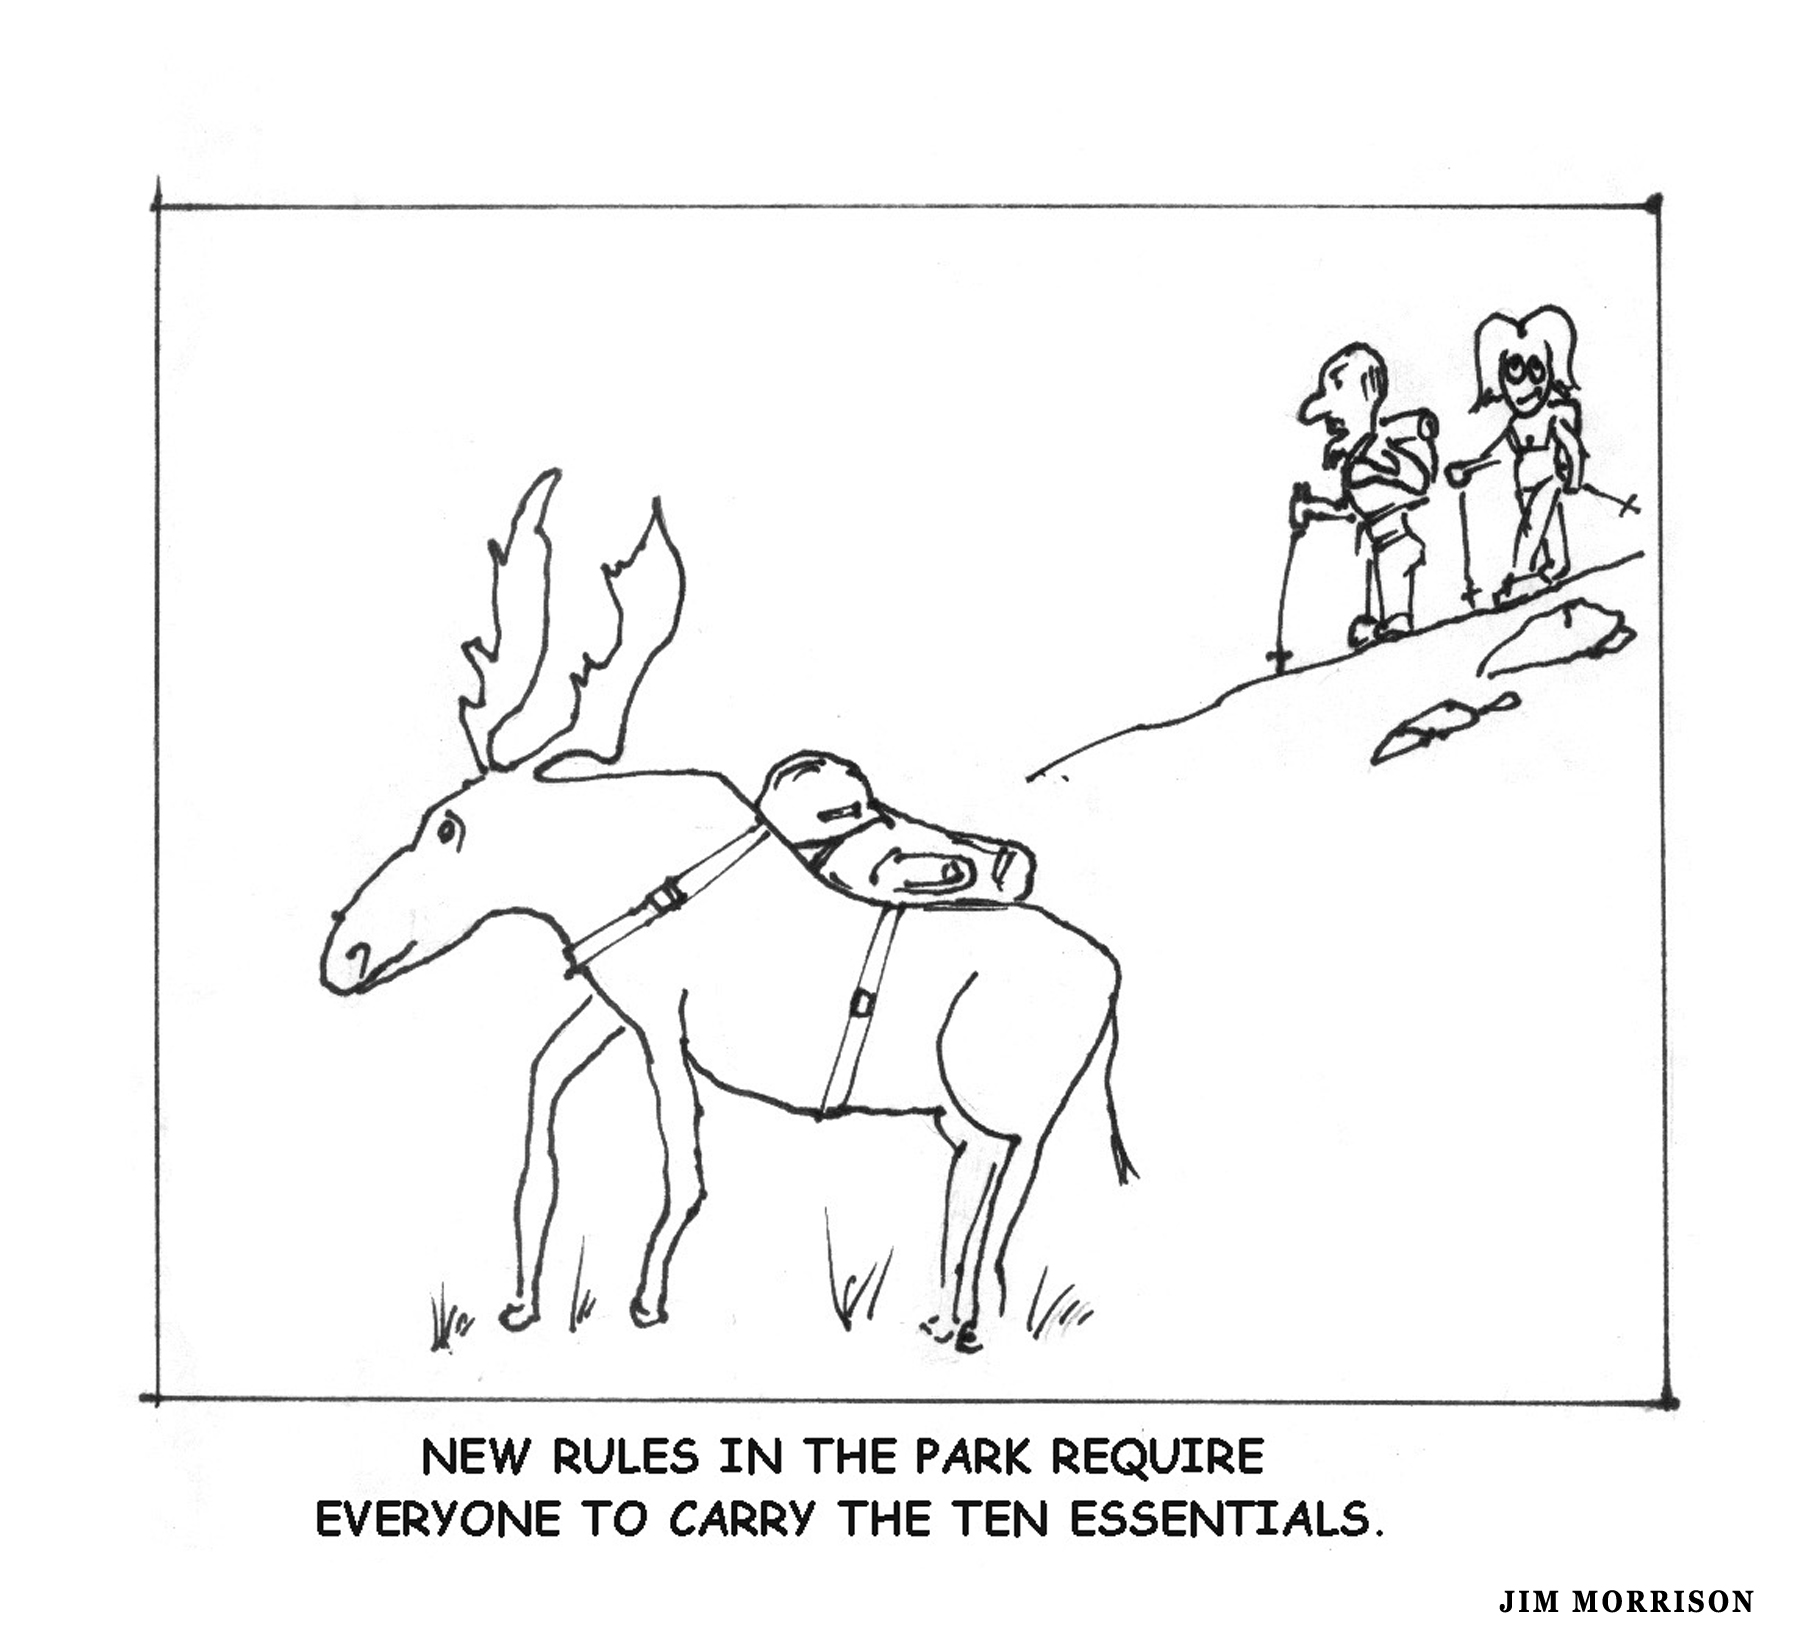 NEW RULES IN THE PARK REQUIRE
EVERYONE TO CARRY THE TEN ESSENTIALS.
JIM MORRISON